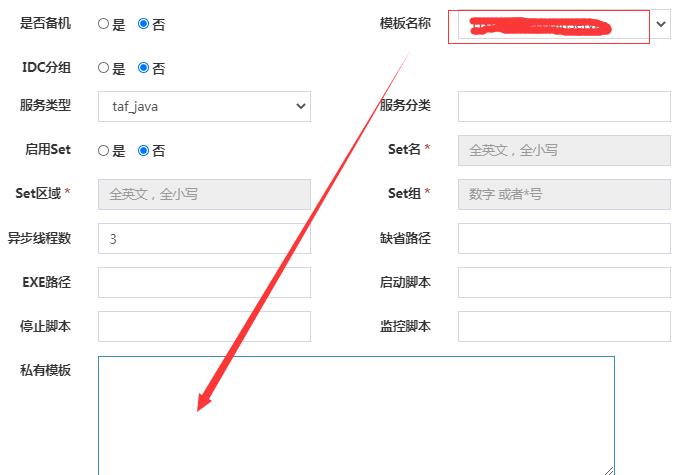 是否备机 是 否 模板名称
IDC分组 是 否
服务类型 taf_java 服务分类
启用Set 是 否 Set名 * 全英文，全小写
Set区域 * 全英文，全小写 Set组 * 数字 或者*号
异步线程数 3 缺省路径
EXE路径 启动脚本
停止脚本 监控脚本
私有模板